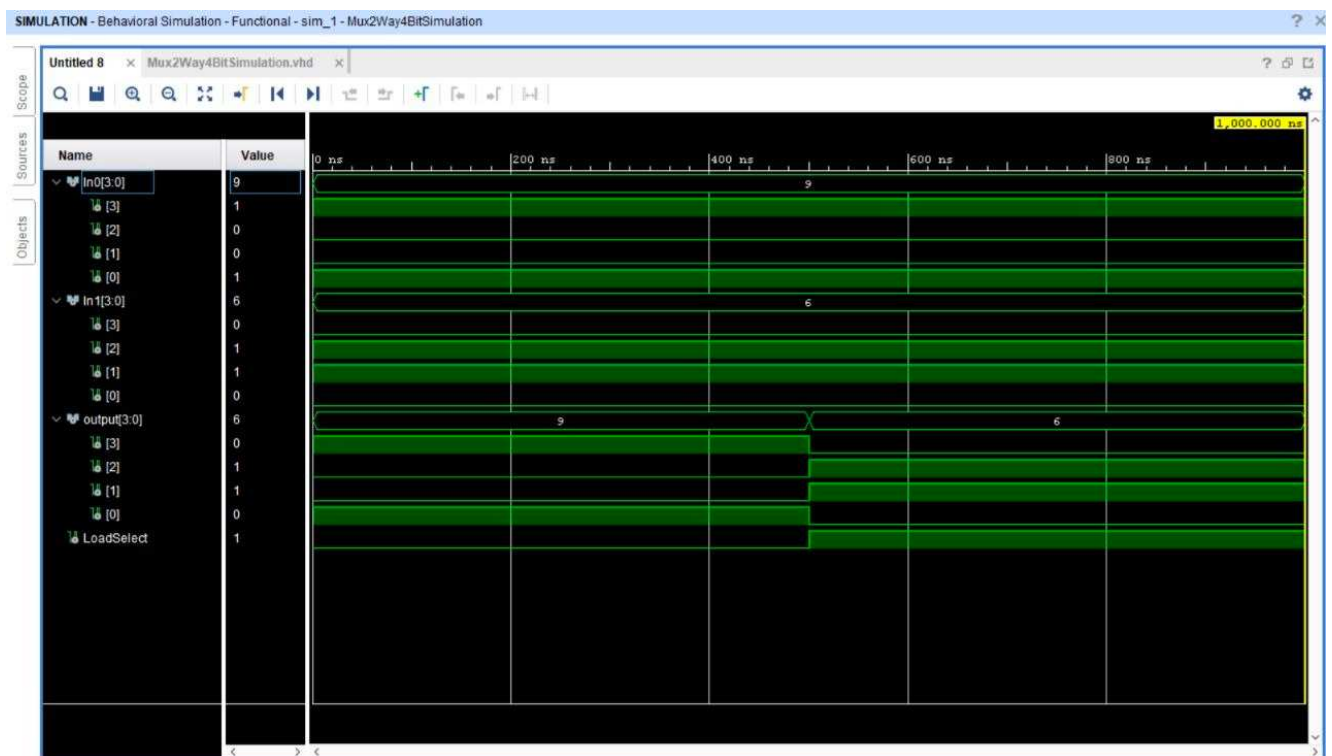 SIMULATION - Behavioral Simulation - Functional - sim_1 - Mux2Way4BitSimulation
Untitled 8 Mux2Way4BitSimulation.vhd
Scope
Sources
Objects
1,000.000 ns
Name Value 0 ns 200 ns 400 ns 600 ns 800 ns
In0[3:0] 9 9
[3] 1
[2] 0
[1] 0
[0] 1
In1[3:0] 6 6
[3] 0
[2] 1
[1] 1
[0] 0
output[3:0] 6 9 6
[3] 0
[2] 1
[1] 1
[0] 0
LoadSelect 1